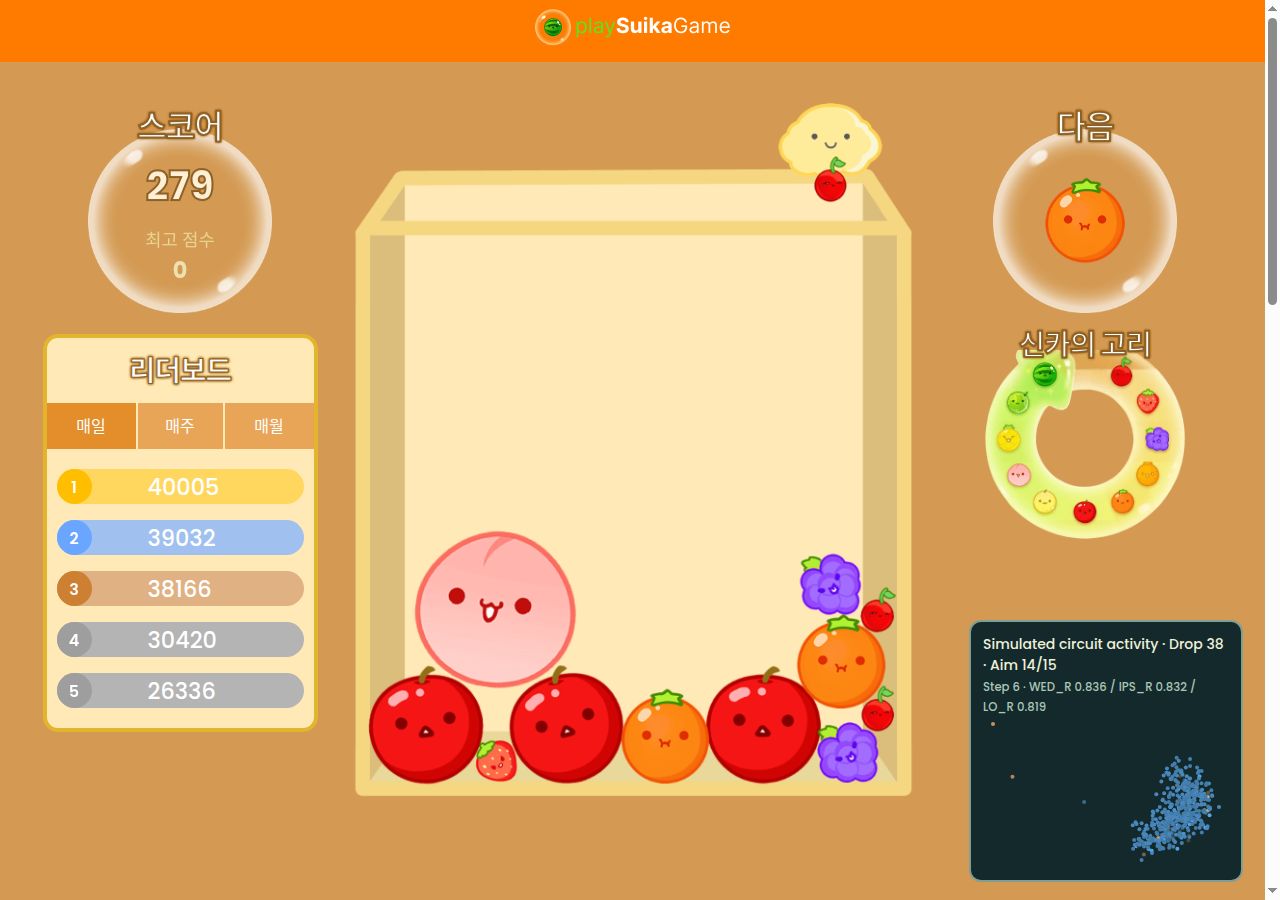 playSuikaGame
스코어
279
최고 점수
0
리더보드
매일 매주 매월
1 40005
2 39032
3 38166
4 30420
5 26336
다음
신카의 고리
Simulated circuit activity · Drop 38
· Aim 14/15
Step 6 · WED_R 0.836 / IPS_R 0.832 /
LO_R 0.819